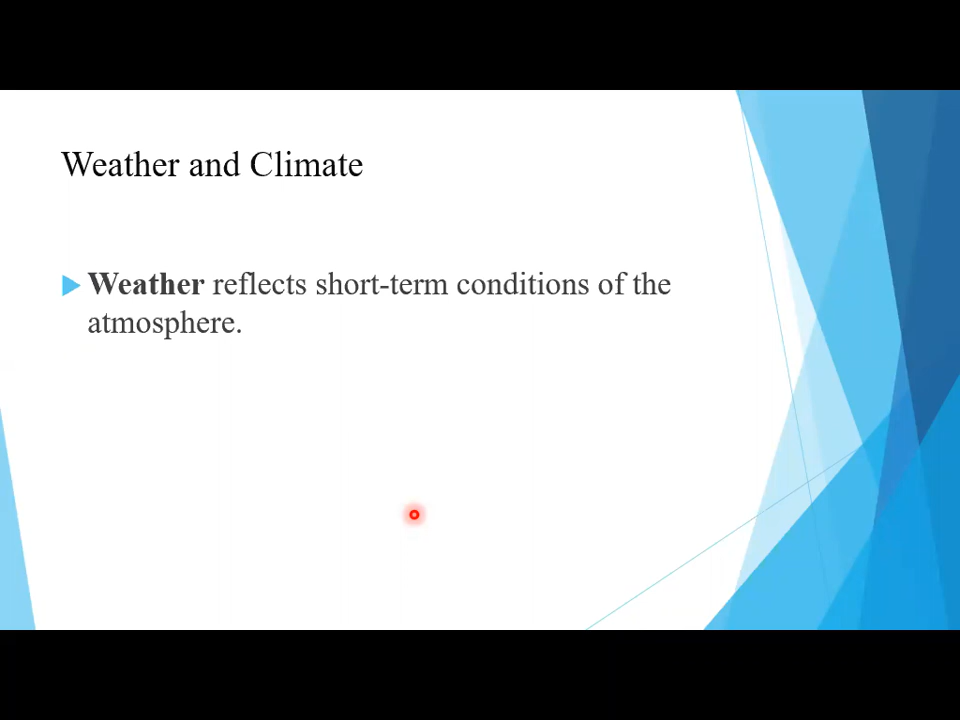 Weather and Climate
Weather reflects short-term conditions of the
atmosphere.